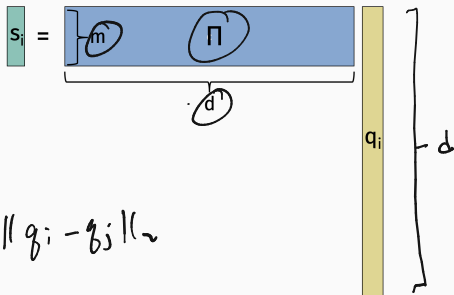 sᵢ = m Π
d
qᵢ d
‖ qᵢ − qⱼ ‖₂